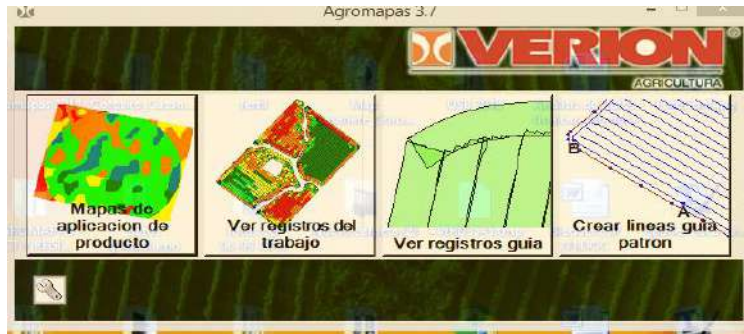 Agromapas 3.7
VERION
AGRICULTURA
Mapas de
aplicacion de
producto
Ver registros del
trabajo
Ver registros guia
Crear lineas guia
patron
B
A